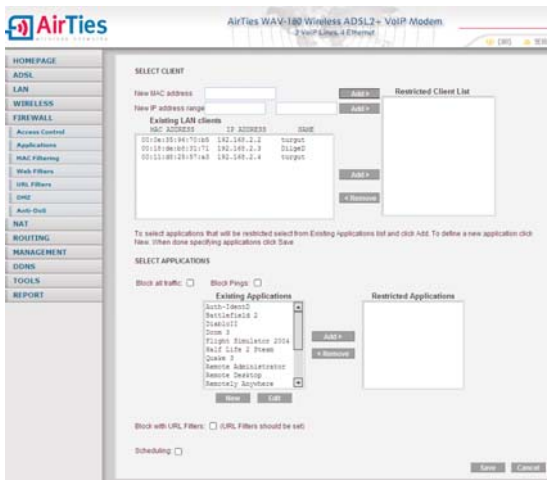 AirTies
wireless networks
AirTies WAV-180 Wireless ADSL2+ VoIP Modem
2 VoIP Lines, 4 Ethernet
HOMEPAGE
ADSL
LAN
WIRELESS
FIREWALL
Access Control
Applications
MAC Filtering
Web Filters
URL Filters
DMZ
Anti-DoS
NAT
ROUTING
MANAGEMENT
DDNS
TOOLS
REPORT
SELECT CLIENT
New MAC address
Add >
Restricted Client List
New IP address range
Add >
Existing LAN clients
MAC ADDRESS IP ADDRESS NAME
192.168.2.2 turgut
192.168.2.3
192.168.2.4 turgut
Add >
< Remove
To select applications that will be restricted select from Existing Applications list and click Add. To define a new application click
New. When done specifying applications click Save
SELECT APPLICATIONS
Block all traffic: Block Pings:
Existing Applications
Restricted Applications
Auth-IdentD
Battlefield 2
DiabloII
Doom 3
Flight Simulator 2004
Half Life 2 Steam
Quake 3
Remote Administrator
Remote Desktop
Remotely Anywhere
Add >
< Remove
New Edit
Block with URL Filters: (URL Filters should be set)
Scheduling:
Save Cancel